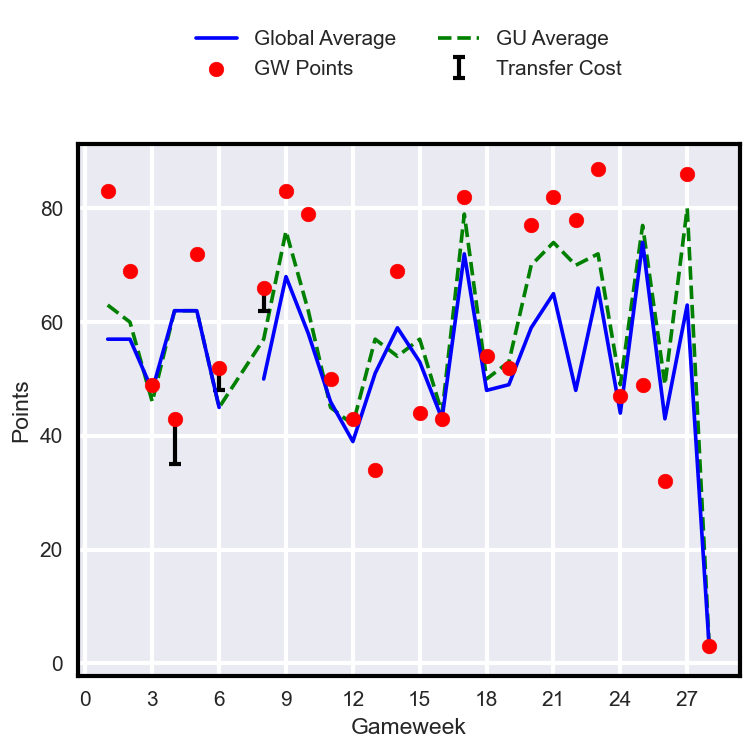 Global Average
GU Average
GW Points
Transfer Cost
80
60
40
20
0
Points
0 3 6 9 12 15 18 21 24 27
Gameweek